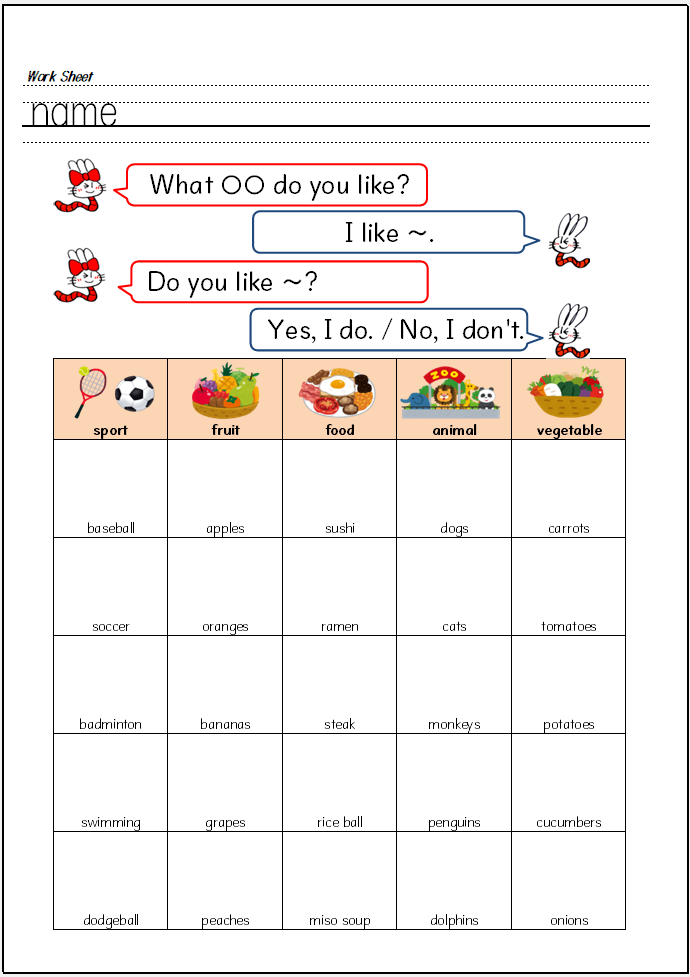 Work Sheet
name
What ○○ do you like?
I like ~.
Do you like ~?
Yes, I do. / No, I don't.
ZOO
sport fruit food animal vegetable
baseball apples sushi dogs carrots
soccer oranges ramen cats tomatoes
badminton bananas steak monkeys potatoes
swimming grapes rice ball penguins cucumbers
dodgeball peaches miso soup dolphins onions